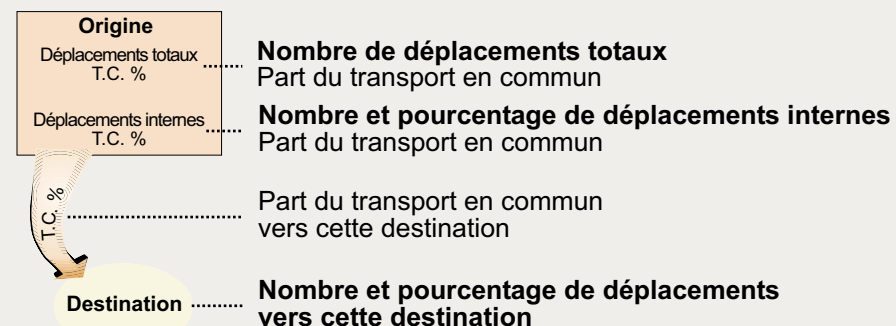 Origine
Déplacements totaux
T.C. %
Nombre de déplacements totaux
Part du transport en commun
Déplacements internes
T.C. %
Nombre et pourcentage de déplacements internes
Part du transport en commun
T.C. %
Part du transport en commun
vers cette destination
Destination
Nombre et pourcentage de déplacements
vers cette destination